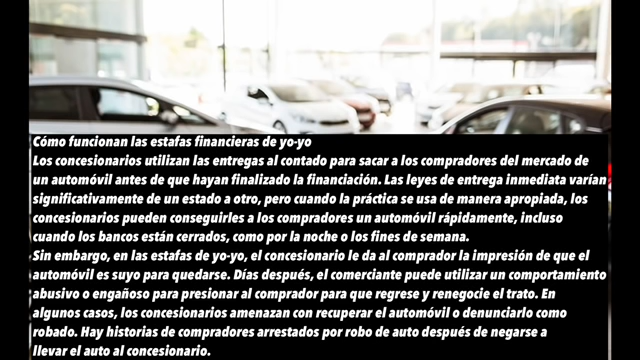 Cómo funcionan las estafas financieras de yo-yo
Los concesionarios utilizan las entregas al contado para sacar a los compradores del mercado de
un automóvil antes de que hayan finalizado la financiación. Las leyes de entrega inmediata varían
significativamente de un estado a otro, pero cuando la práctica se usa de manera apropiada, los
concesionarios pueden conseguirles a los compradores un automóvil rápidamente, incluso
cuando los bancos están cerrados, como por la noche o los fines de semana.
Sin embargo, en las estafas de yo-yo, el concesionario le da al comprador la impresión de que el
automóvil es suyo para quedarse. Días después, el comerciante puede utilizar un comportamiento
abusivo o engañoso para presionar al comprador para que regrese y renegocie el trato. En
algunos casos, los concesionarios amenazan con recuperar el automóvil o denunciarlo como
robado. Hay historias de compradores arrestados por robo de auto después de negarse a
llevar el auto al concesionario.